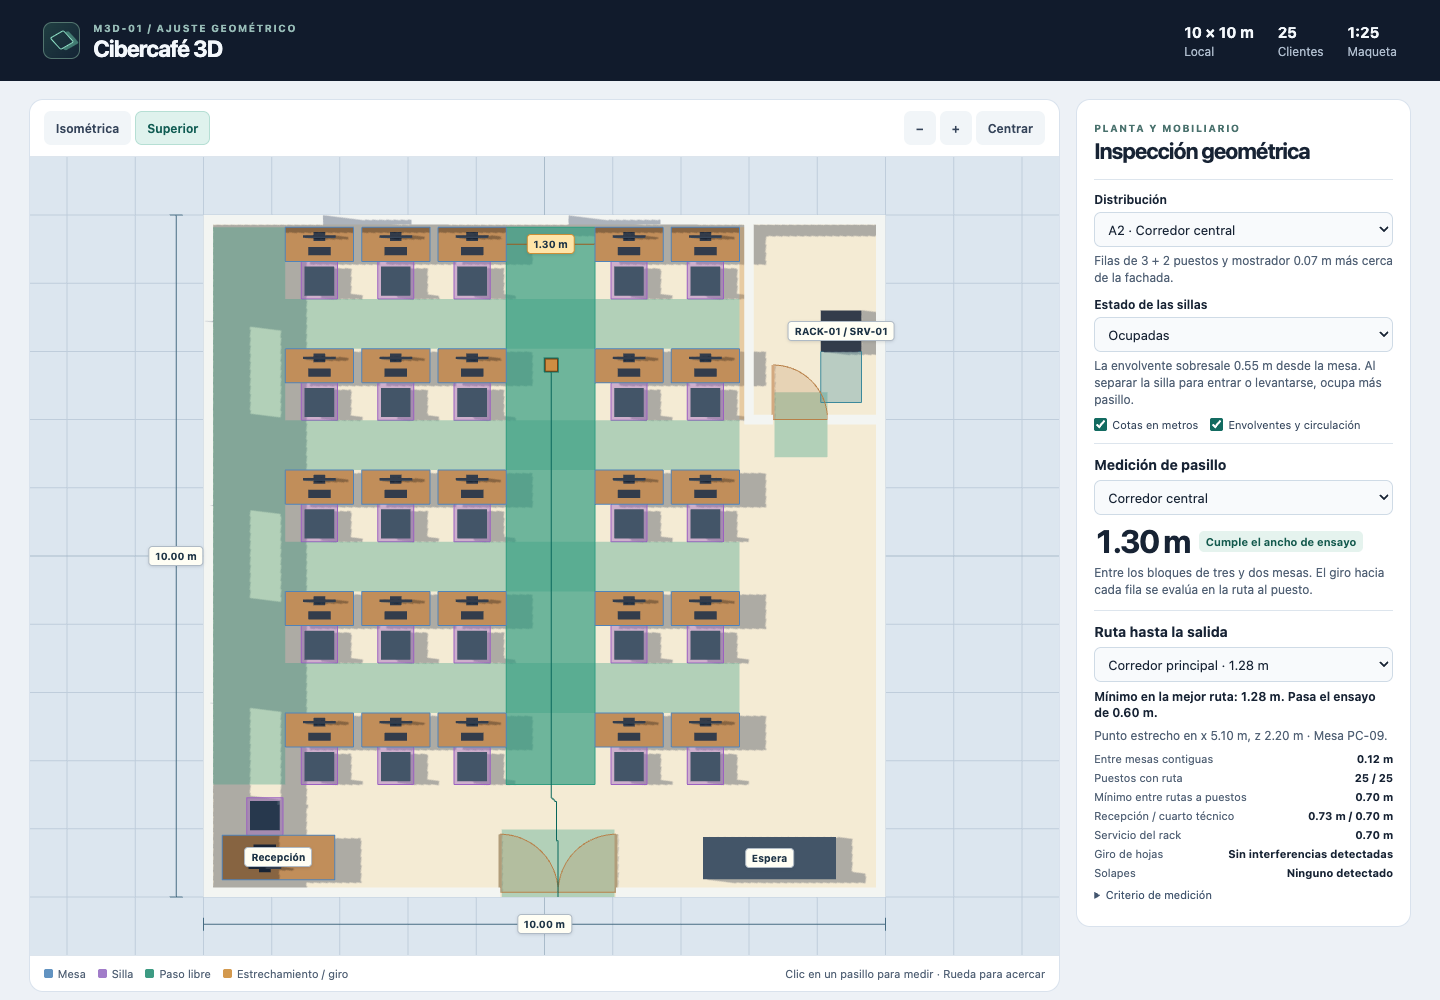 M3D-01 / AJUSTE GEOMÉTRICO
Cibercafé 3D
10 × 10 m
Local
25
Clientes
1:25
Maqueta
Isométrica
Superior
−
+
Centrar
1.30 m
RACK-01 / SRV-01
10.00 m
Recepción
Espera
10.00 m
Mesa
Silla
Paso libre
Estrechamiento / giro
Clic en un pasillo para medir · Rueda para acercar
PLANTA Y MOBILIARIO
Inspección geométrica
Distribución
A2 · Corredor central
Filas de 3 + 2 puestos y mostrador 0.07 m más cerca
de la fachada.
Estado de las sillas
Ocupadas
La envolvente sobresale 0.55 m desde la mesa. Al
separar la silla para entrar o levantarse, ocupa más
pasillo.
Cotas en metros
Envolventes y circulación
Medición de pasillo
Corredor central
1.30 m
Cumple el ancho de ensayo
Entre los bloques de tres y dos mesas. El giro hacia
cada fila se evalúa en la ruta al puesto.
Ruta hasta la salida
Corredor principal · 1.28 m
Mínimo en la mejor ruta: 1.28 m. Pasa el ensayo
de 0.60 m.
Punto estrecho en x 5.10 m, z 2.20 m · Mesa PC-09.
Entre mesas contiguas 0.12 m
Puestos con ruta 25 / 25
Mínimo entre rutas a puestos 0.70 m
Recepción / cuarto técnico 0.73 m / 0.70 m
Servicio del rack 0.70 m
Giro de hojas Sin interferencias detectadas
Solapes Ninguno detectado
Criterio de medición